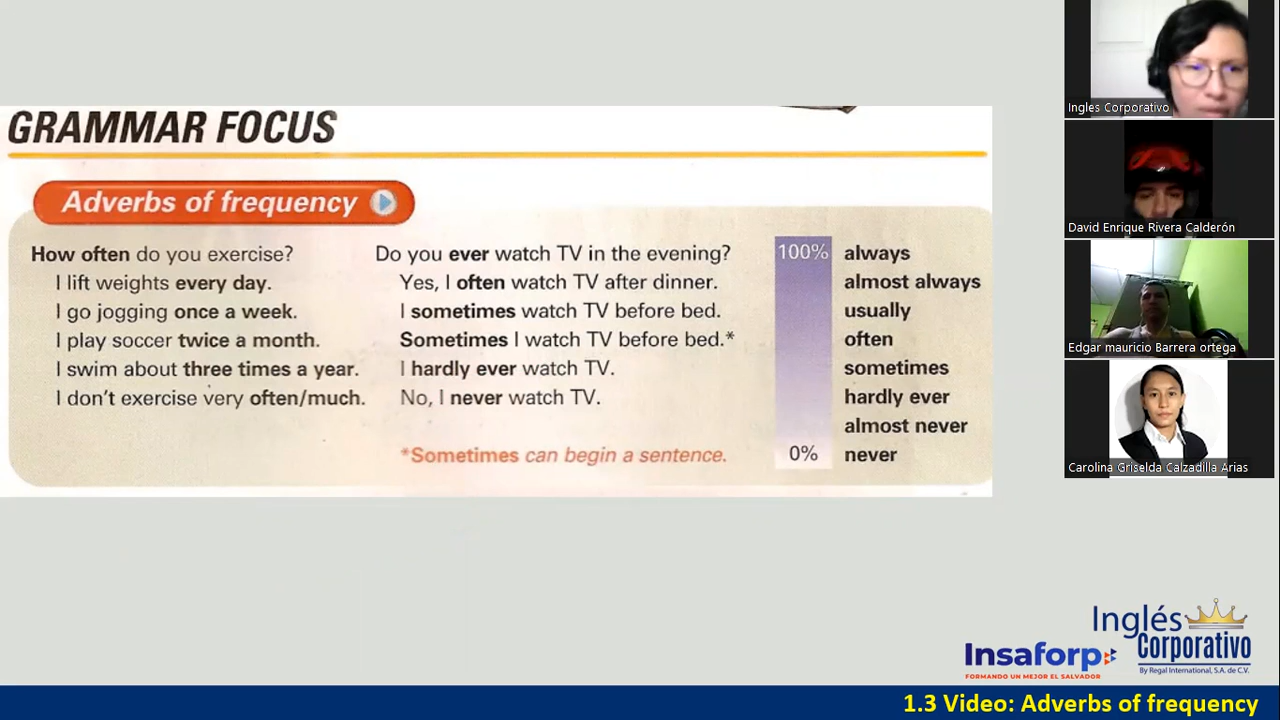 GRAMMAR FOCUS
Adverbs of frequency
How often do you exercise?
I lift weights every day.
I go jogging once a week.
I play soccer twice a month.
I swim about three times a year.
I don't exercise very often/much.
Do you ever watch TV in the evening?
Yes, I often watch TV after dinner.
I sometimes watch TV before bed.
Sometimes I watch TV before bed.*
I hardly ever watch TV.
No, I never watch TV.
*Sometimes can begin a sentence.
100% always
almost always
usually
often
sometimes
hardly ever
almost never
0% never
Ingles Corporativo
David Enrique Rivera Calderón
Edgar mauricio Barrera ortega
Carolina Griselda Calzadilla Arias
Insaforp
FORMANDO UN MEJOR EL SALVADOR
Inglés
Corporativo
By Regal International, S.A. de C.V.
1.3 Video: Adverbs of frequency